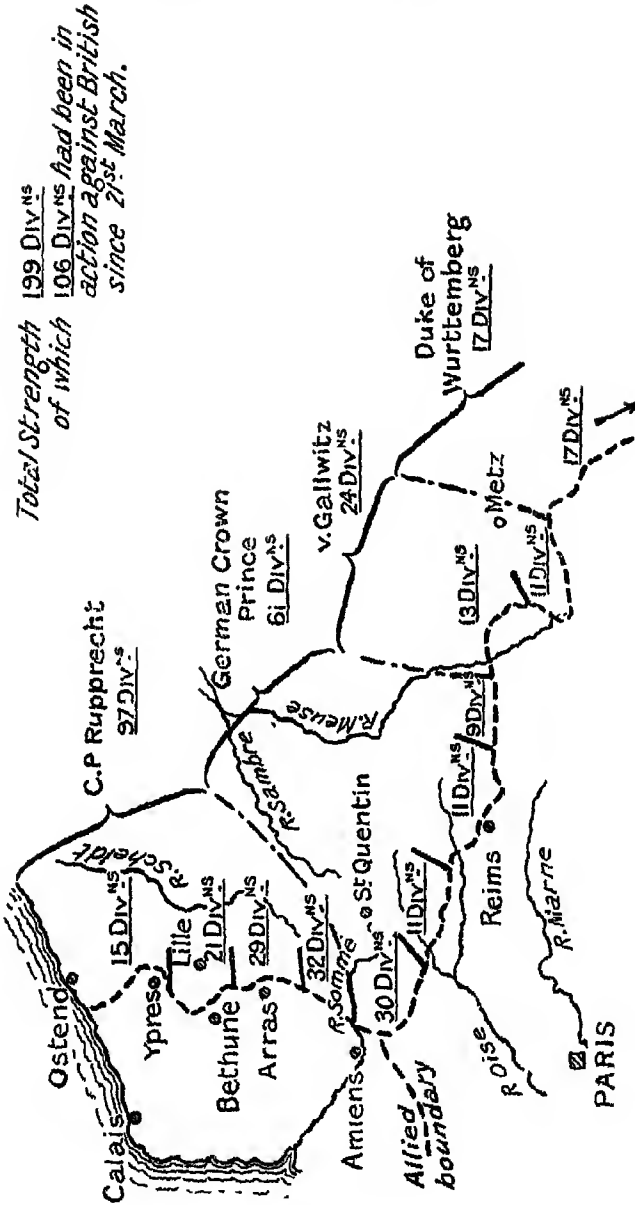 Total Strength 199 DIVNS
of which 106 DIVNS had been in
action against British
since 21st March.
C.P Rupprecht
97 DIVNS
German Crown
Prince
61 DIVNS
v. Gallwitz
24 DIVNS
Duke of
Wurttemberg
17 DIVNS
Ostend
Calais
Ypres
15 DIVNS
R. Scheldt
Lille
21 DIVNS
Bethune
29 DIVNS
Arras
32 DIVNS
R. Somme
Amiens
St Quentin
30 DIVNS
11 DIVNS
Allied
boundary
R Oise
R. Sambre
R. Meuse
11 DIVNS
9 DIVNS
Reims
R. Marne
PARIS
13 DIVNS
Metz
11 DIVNS
17 DIVNS